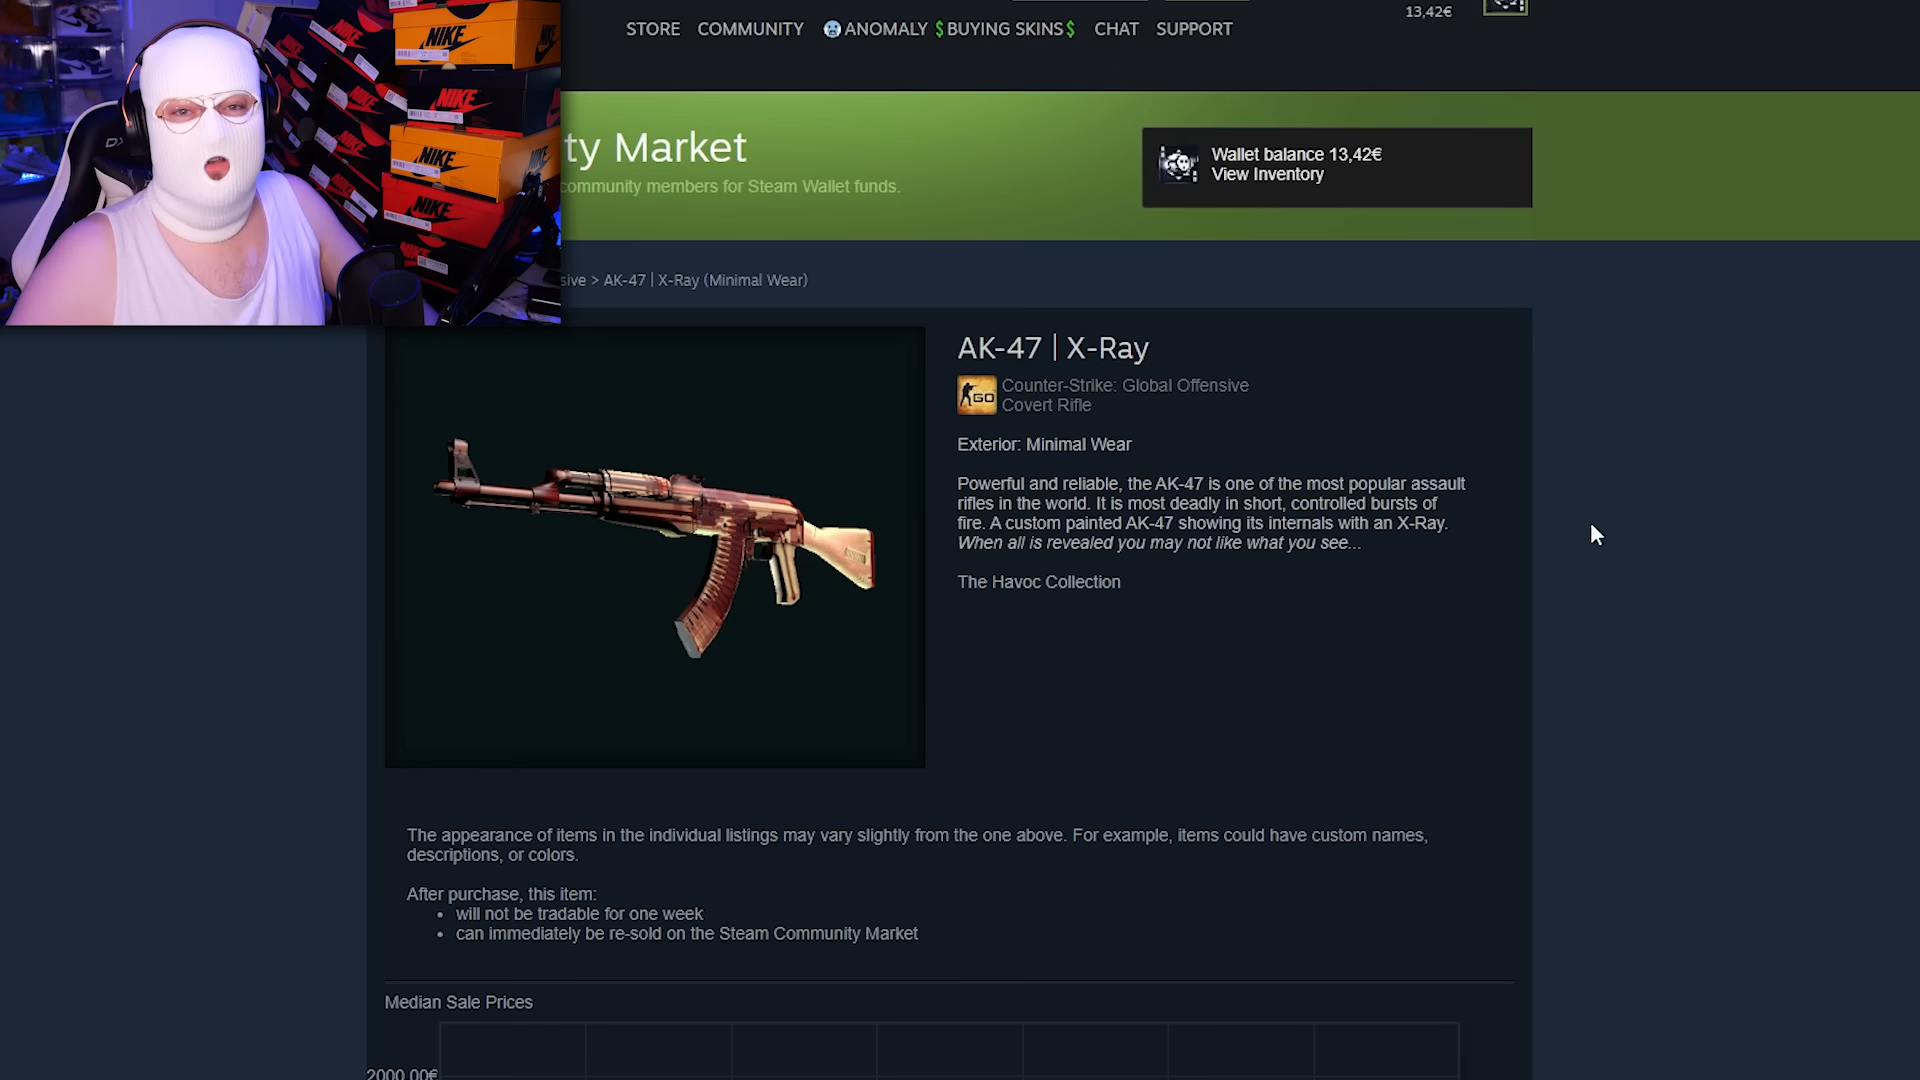 13,42€
STORE COMMUNITY ANOMALY $BUYING SKINS$ CHAT SUPPORT
NIKE
NIKE
NIKE
NIKE
ty Market
community members for Steam Wallet funds.
Wallet balance 13,42€
View Inventory
sive > AK-47 | X-Ray (Minimal Wear)
AK-47 | X-Ray
GO
Counter-Strike: Global Offensive
Covert Rifle
Exterior: Minimal Wear
Powerful and reliable, the AK-47 is one of the most popular assault
rifles in the world. It is most deadly in short, controlled bursts of
fire. A custom painted AK-47 showing its internals with an X-Ray.
When all is revealed you may not like what you see...
The Havoc Collection
The appearance of items in the individual listings may vary slightly from the one above. For example, items could have custom names,
descriptions, or colors.
After purchase, this item:
• will not be tradable for one week
• can immediately be re-sold on the Steam Community Market
Median Sale Prices
2000.00€